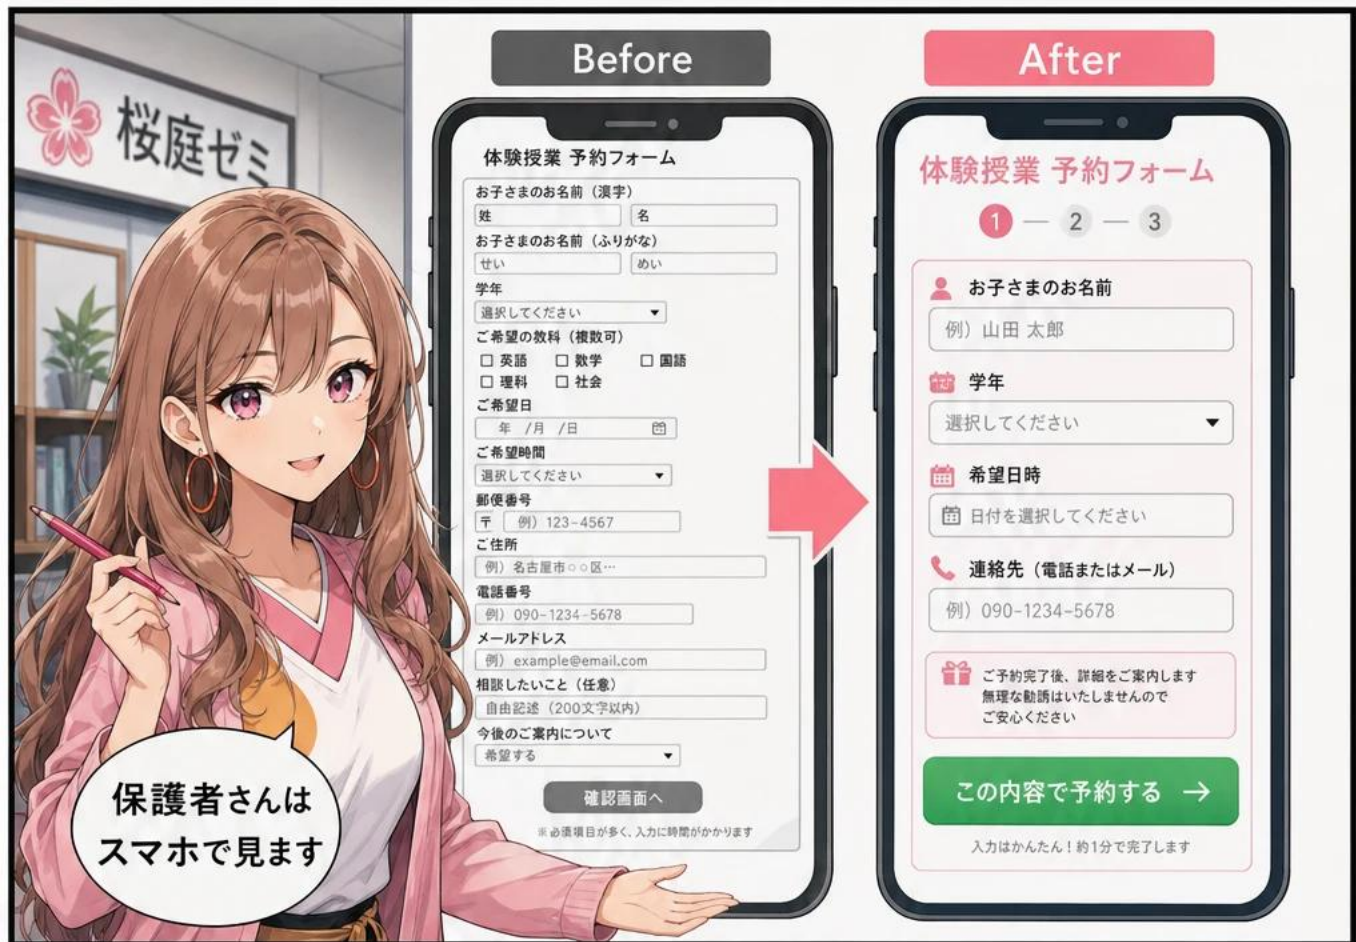 桜庭ゼミ
Before
体験授業 予約フォーム
お子さまのお名前（漢字）
姓
名
お子さまのお名前（ふりがな）
せい
めい
学年
選択してください
ご希望の教科（複数可）
英語 数学 国語
理科 社会
ご希望日
年 /月 /日
ご希望時間
選択してください
郵便番号
〒 例）123-4567
ご住所
例）名古屋市○○区…
電話番号
例）090-1234-5678
メールアドレス
例）example@email.com
相談したいこと（任意）
自由記述（200文字以内）
今後のご案内について
希望する
確認画面へ
※必須項目が多く、入力に時間がかかります
After
体験授業 予約フォーム
1 — 2 — 3
お子さまのお名前
例）山田 太郎
学年
選択してください
希望日時
日付を選択してください
連絡先（電話またはメール）
例）090-1234-5678
ご予約完了後、詳細をご案内します
無理な勧誘はいたしませんので
ご安心ください
この内容で予約する →
入力はかんたん！約1分で完了します
保護者さんは
スマホで見ます